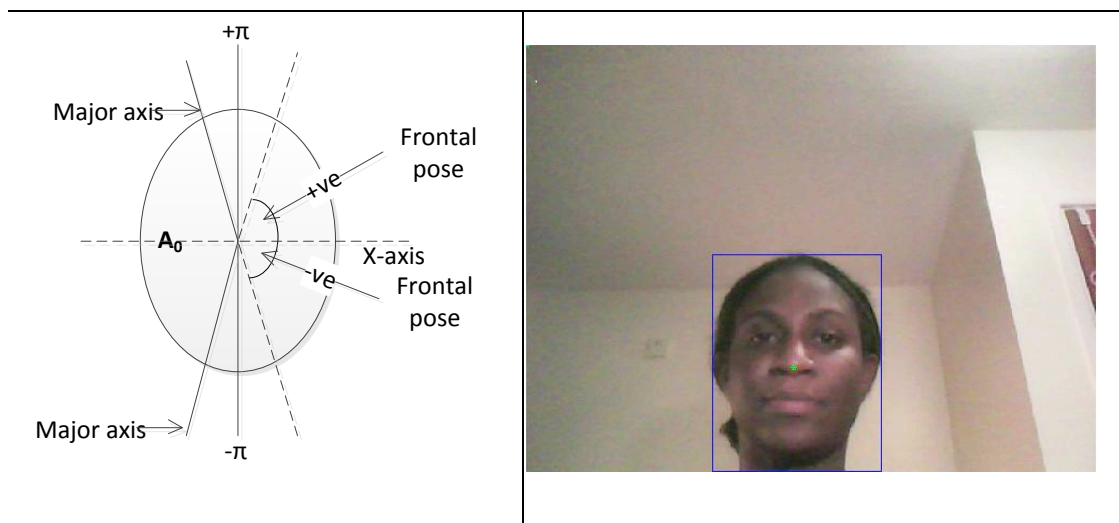 +π
Major axis
Frontal
pose
+ve
A₀
X-axis
-ve
Frontal
pose
Major axis
-π